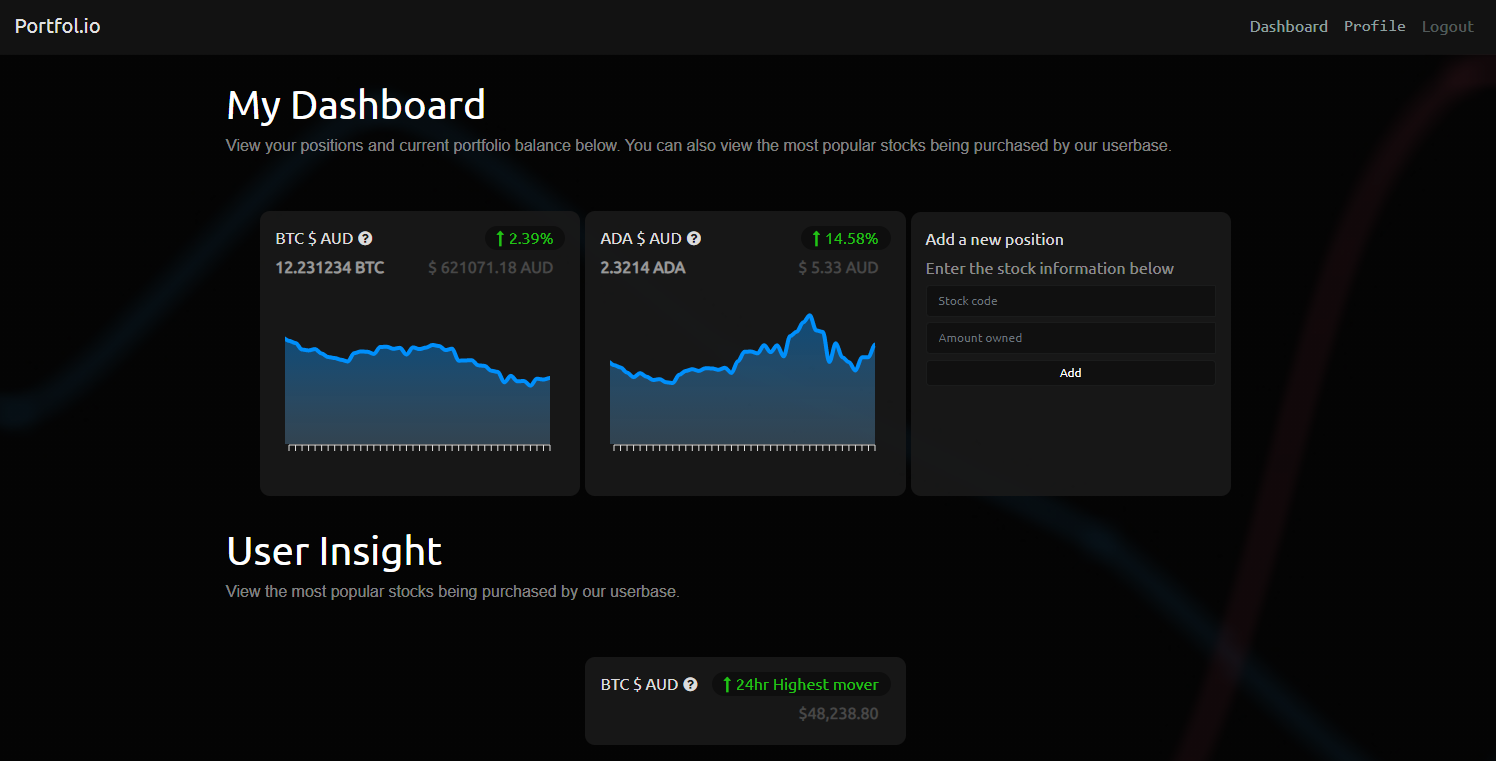 Portfol.io
Dashboard Profile Logout
My Dashboard
View your positions and current portfolio balance below. You can also view the most popular stocks being purchased by our userbase.
BTC $ AUD ? ↑ 2.39%
12.231234 BTC $ 621071.18 AUD
ADA $ AUD ? ↑ 14.58%
2.3214 ADA $ 5.33 AUD
Add a new position
Enter the stock information below
Stock code
Amount owned
Add
User Insight
View the most popular stocks being purchased by our userbase.
BTC $ AUD ? ↑ 24hr Highest mover
$48,238.80